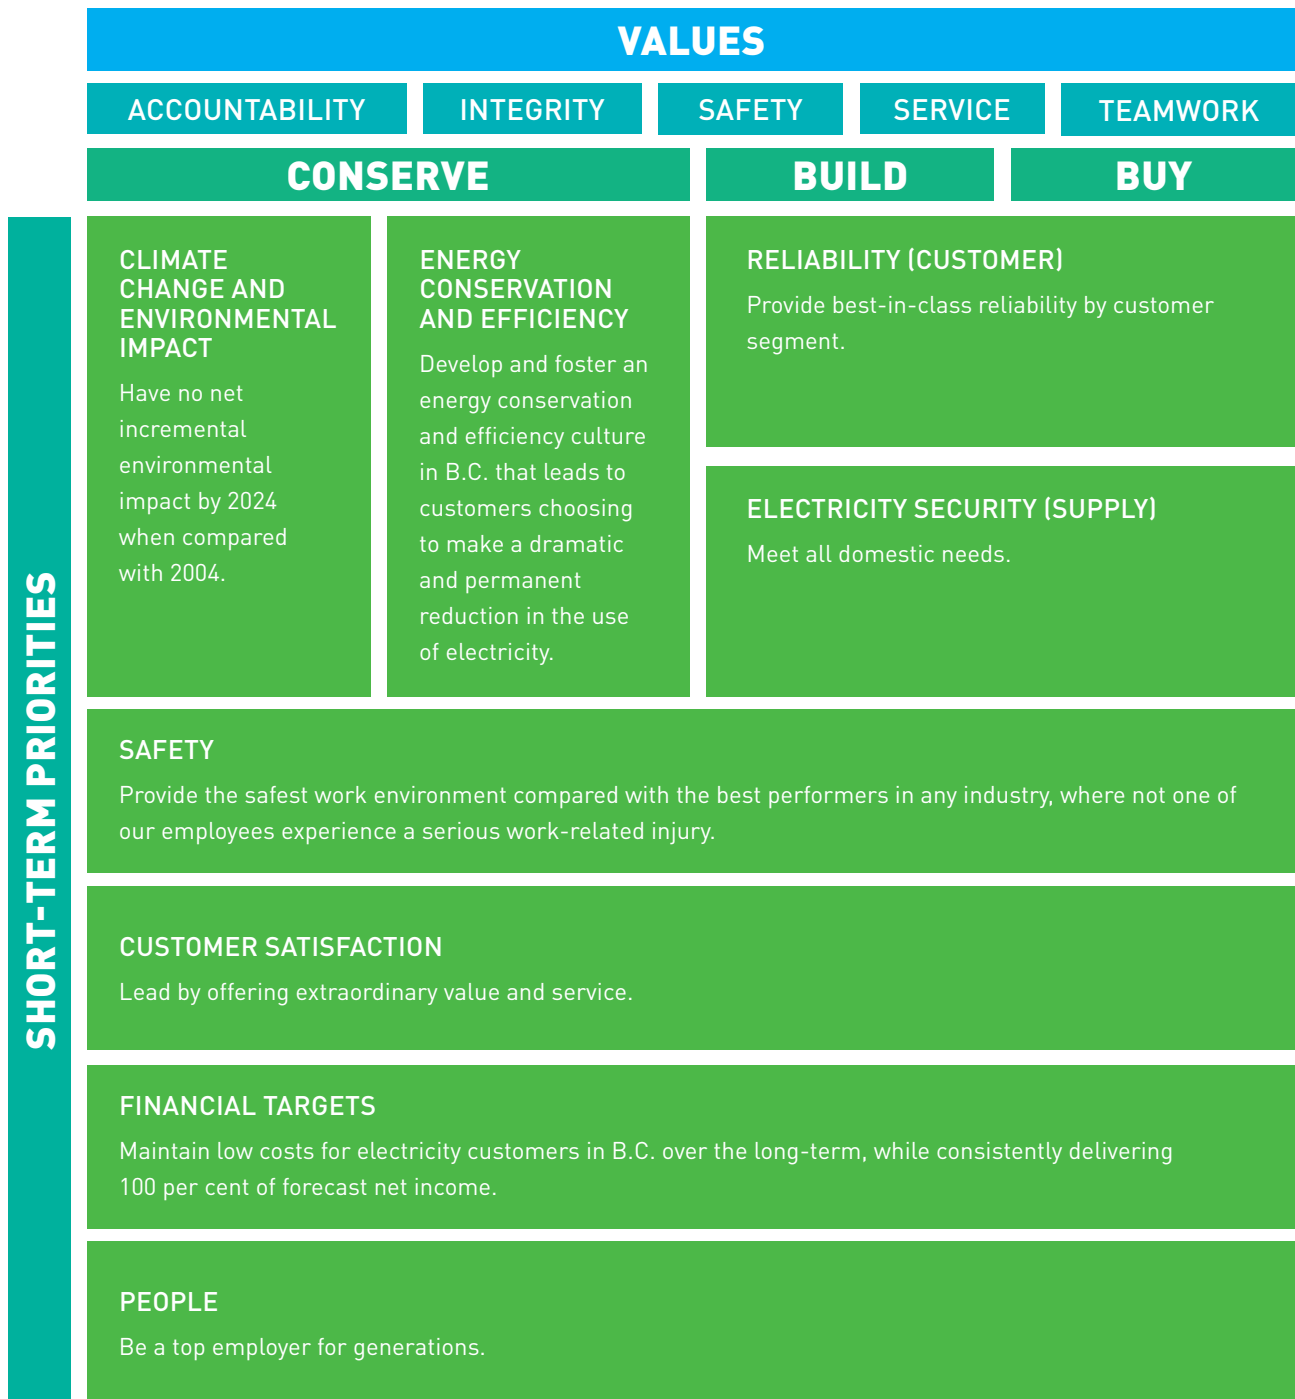 VALUES
ACCOUNTABILITY
INTEGRITY
SAFETY
SERVICE
TEAMWORK
CONSERVE
BUILD
BUY
SHORT-TERM PRIORITIES
CLIMATE
CHANGE AND
ENVIRONMENTAL
IMPACT
Have no net
incremental
environmental
impact by 2024
when compared
with 2004.
ENERGY
CONSERVATION
AND EFFICIENCY
Develop and foster an
energy conservation
and efficiency culture
in B.C. that leads to
customers choosing
to make a dramatic
and permanent
reduction in the use
of electricity.
RELIABILITY (CUSTOMER)
Provide best-in-class reliability by customer
segment.
ELECTRICITY SECURITY (SUPPLY)
Meet all domestic needs.
SAFETY
Provide the safest work environment compared with the best performers in any industry, where not one of
our employees experience a serious work-related injury.
CUSTOMER SATISFACTION
Lead by offering extraordinary value and service.
FINANCIAL TARGETS
Maintain low costs for electricity customers in B.C. over the long-term, while consistently delivering
100 per cent of forecast net income.
PEOPLE
Be a top employer for generations.